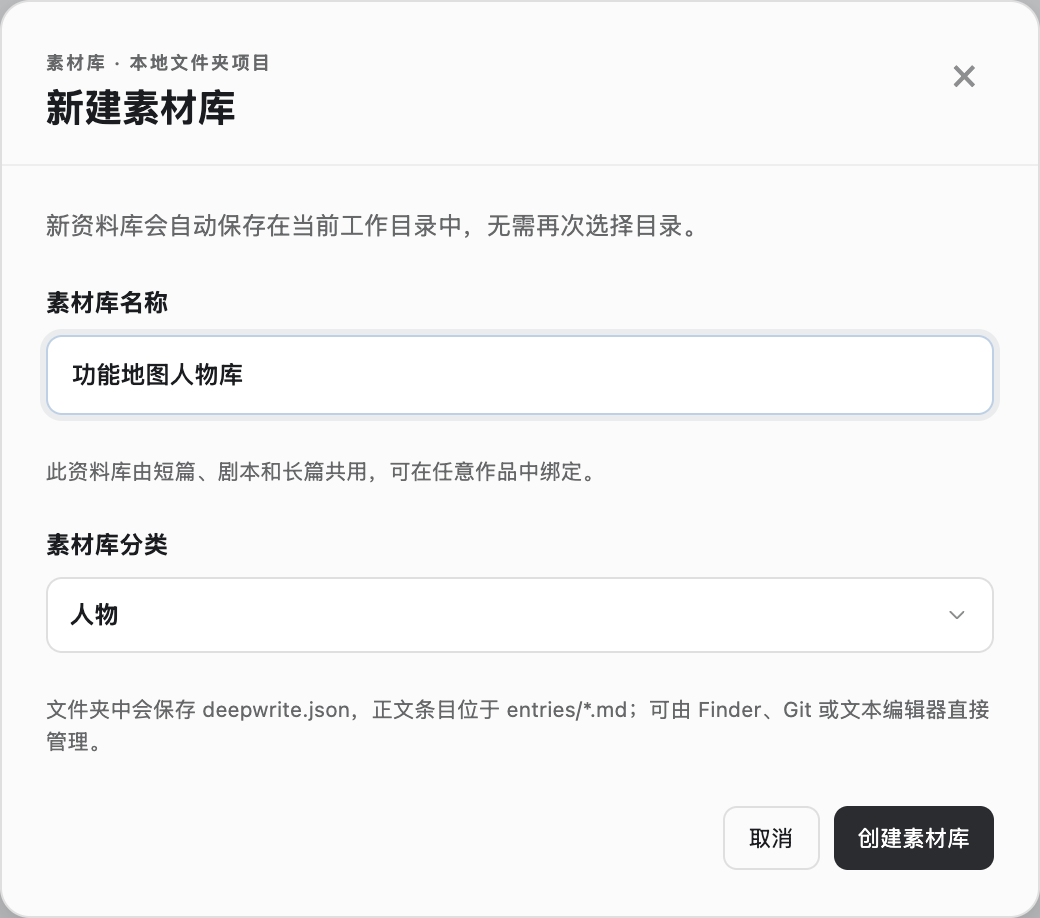 素材库 · 本地文件夹项目
新建素材库
新资料库会自动保存在当前工作目录中，无需再次选择目录。
素材库名称
功能地图人物库
此资料库由短篇、剧本和长篇共用，可在任意作品中绑定。
素材库分类
人物
文件夹中会保存 deepwrite.json，正文条目位于 entries/*.md；可由 Finder、Git 或文本编辑器直接
管理。
取消
创建素材库